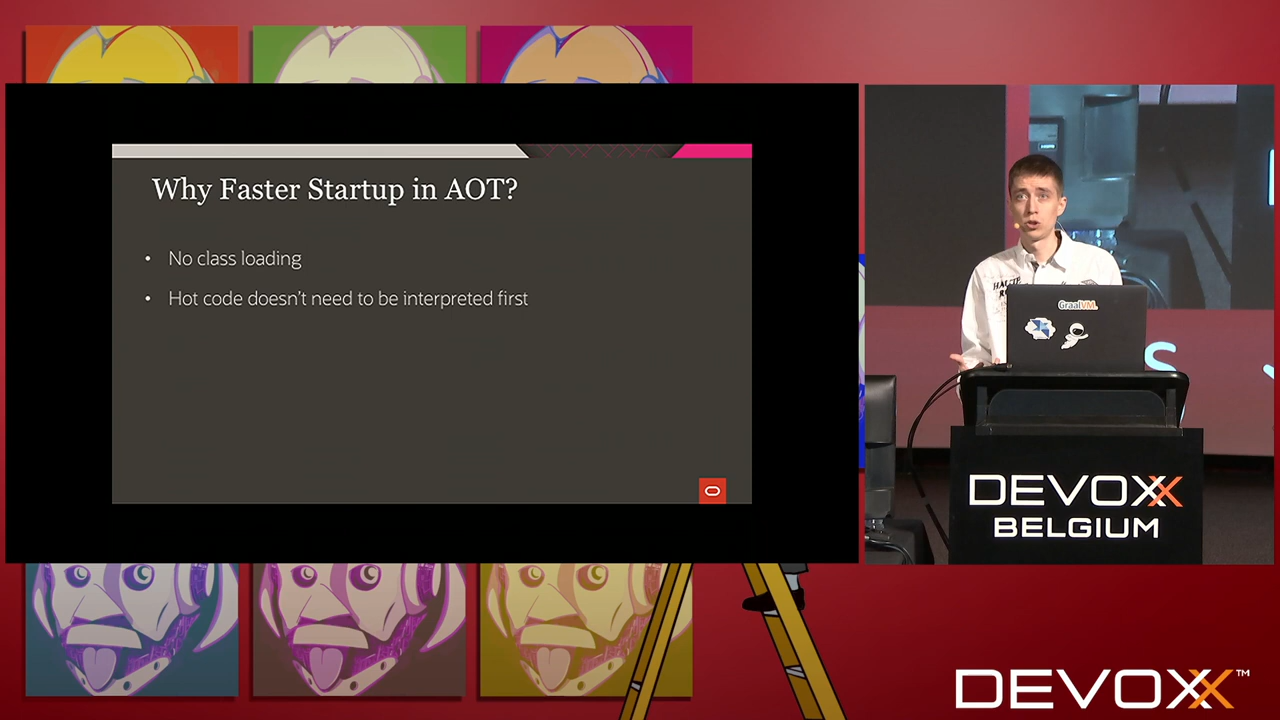 Why Faster Startup in AOT?
• No class loading
• Hot code doesn't need to be interpreted first
GraalVM.
S
DEVOXX
BELGIUM
DEVOXX™